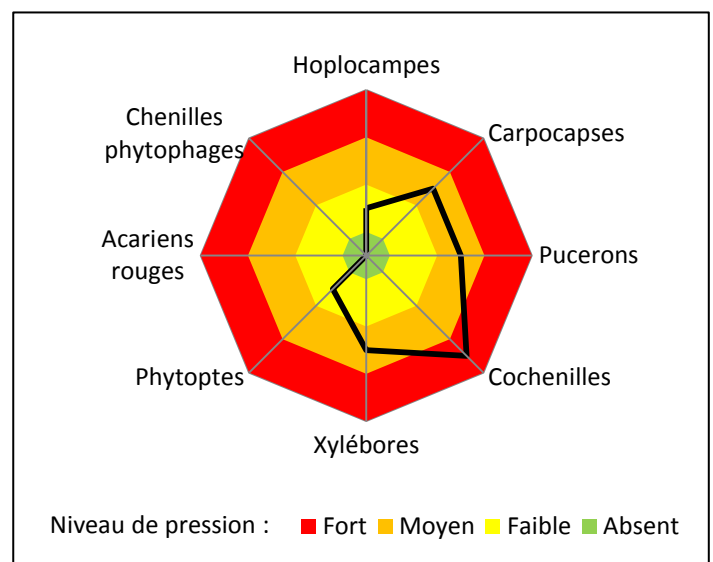 Hoplocampes
Chenilles
phytophages
Carpocapses
Acariens
rouges
Pucerons
Phytoptes
Cochenilles
Xylébores
Niveau de pression : Fort Moyen Faible Absent